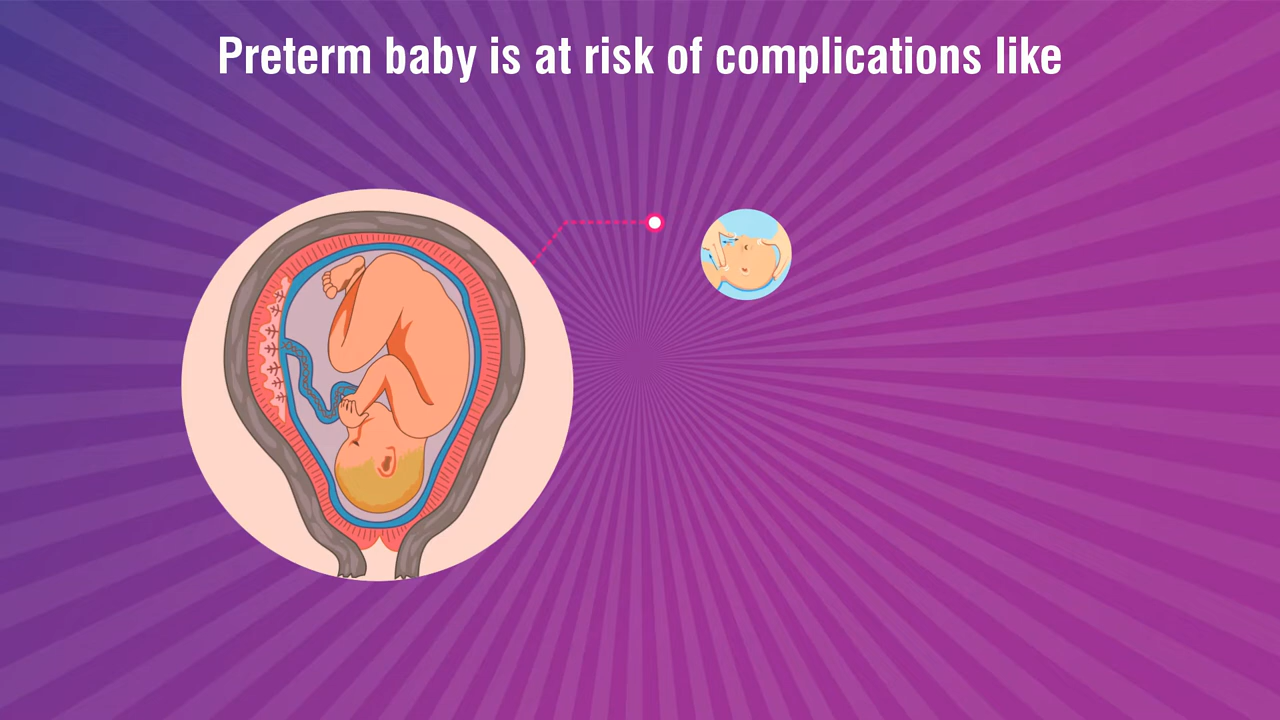 Preterm baby is at risk of complications like